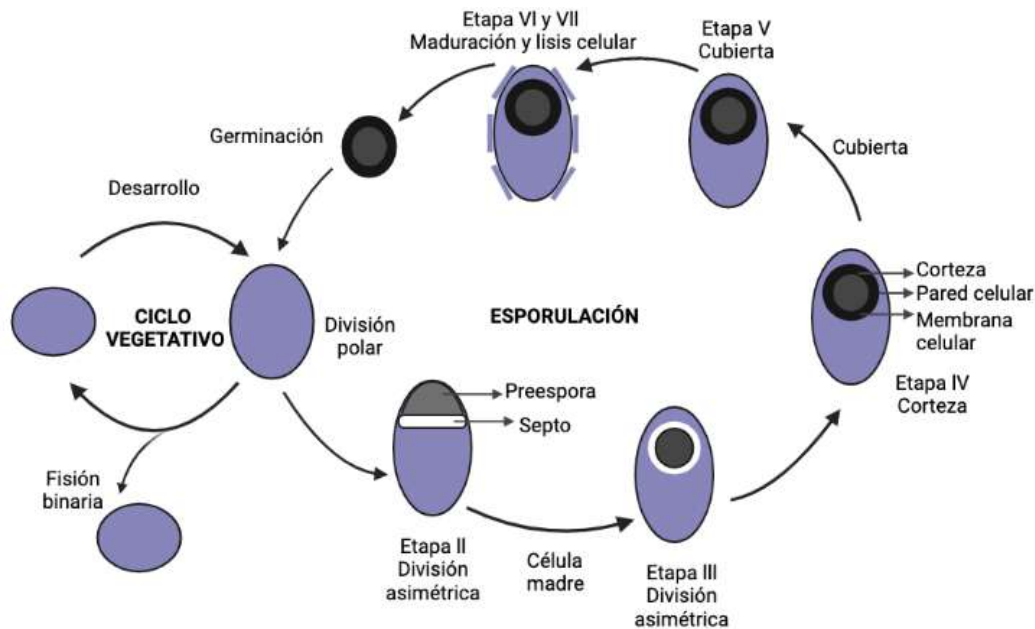 Etapa VI y VII
Maduración y lisis celular
Etapa V
Cubierta
Germinación
Cubierta
Desarrollo
CICLO
VEGETATIVO
División
polar
ESPORULACIÓN
Corteza
Pared celular
Membrana
celular
Etapa IV
Corteza
Preespora
Septo
Fisión
binaria
Etapa II
División
asimétrica
Célula
madre
Etapa III
División
asimétrica